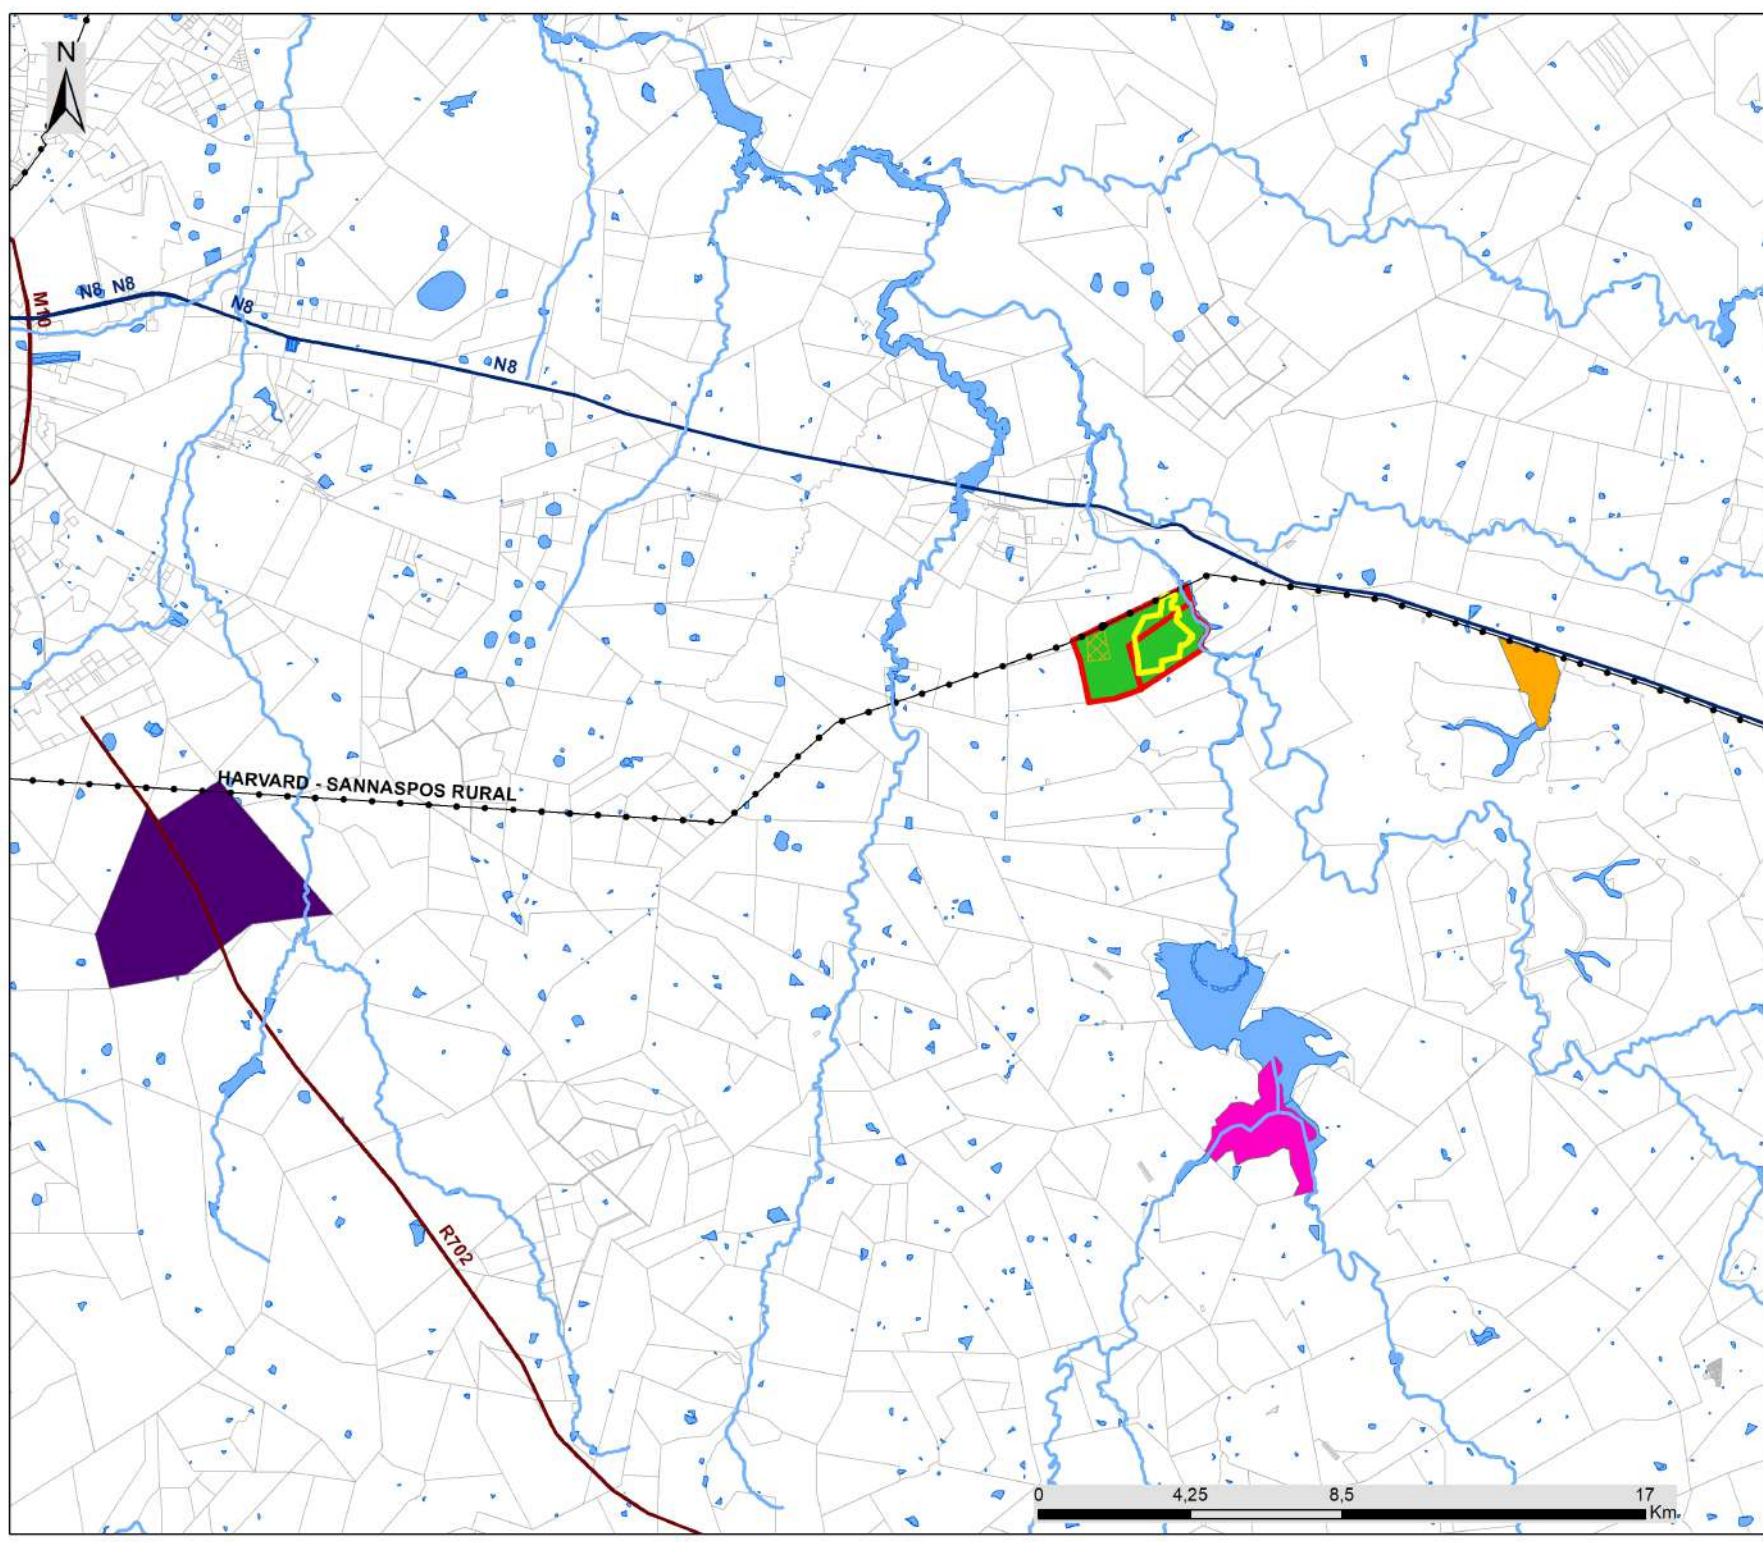 N
N8 N8
M10
N8
N8
HARVARD - SANNASPOS RURAL
R702
0 4,25 8,5 17
Km